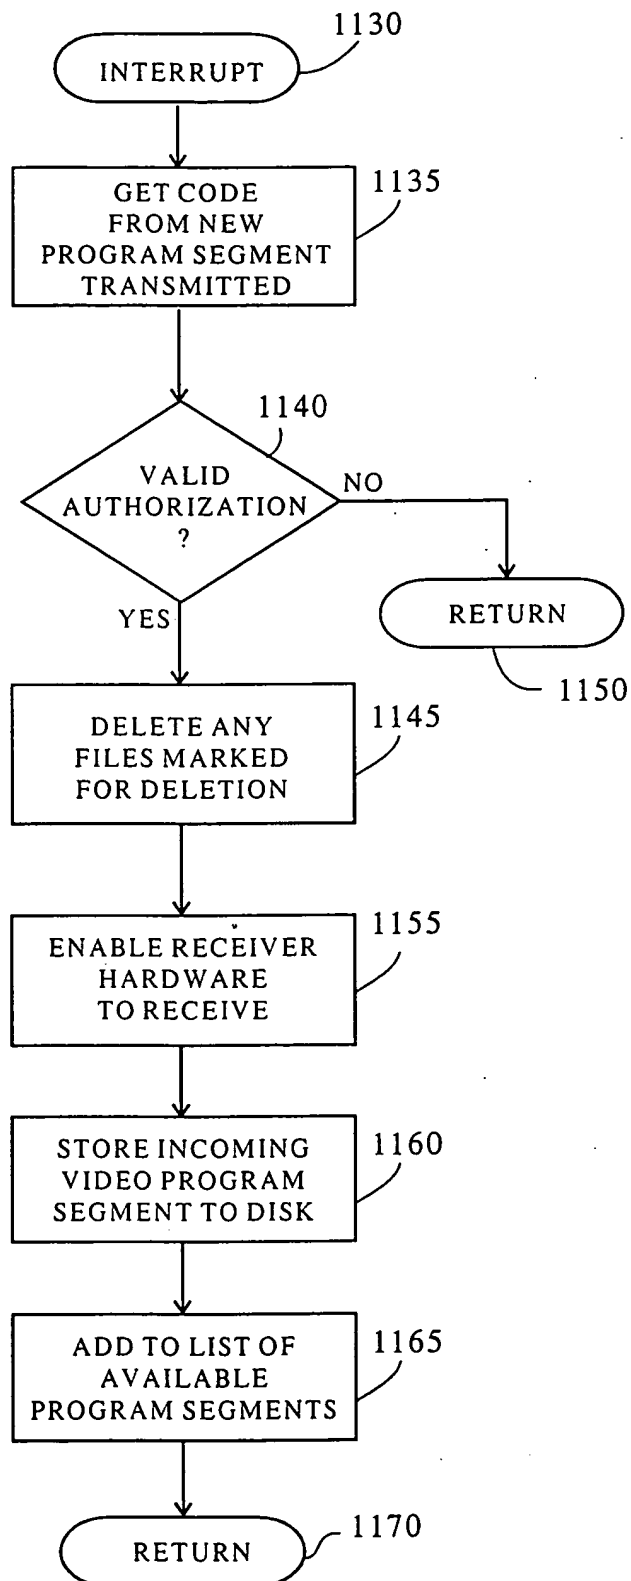 1130
INTERRUPT
1135
GET CODE
FROM NEW
PROGRAM SEGMENT
TRANSMITTED
1140
VALID
AUTHORIZATION
?
NO
YES
RETURN
1150
1145
DELETE ANY
FILES MARKED
FOR DELETION
1155
ENABLE RECEIVER
HARDWARE
TO RECEIVE
1160
STORE INCOMING
VIDEO PROGRAM
SEGMENT TO DISK
1165
ADD TO LIST OF
AVAILABLE
PROGRAM SEGMENTS
1170
RETURN